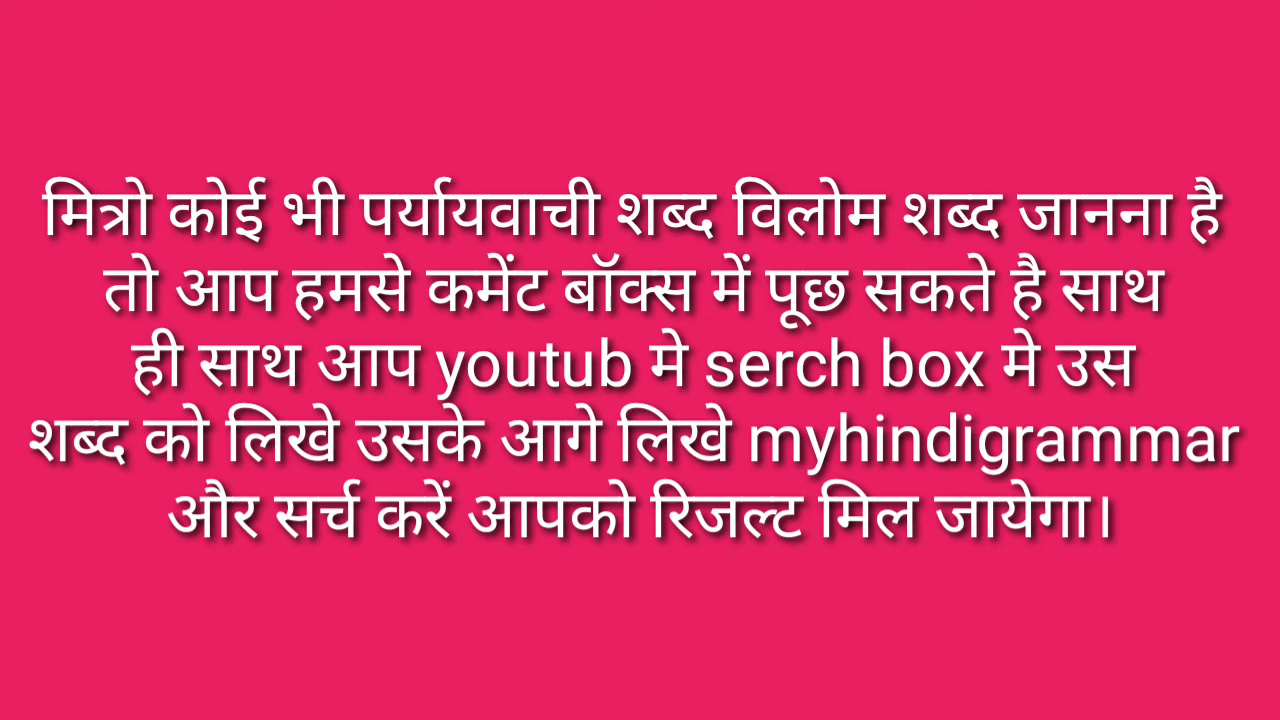 मित्रो कोई भी पर्यायवाची शब्द विलोम शब्द जानना है
तो आप हमसे कमेंट बॉक्स में पूछ सकते है साथ
ही साथ आप youtub मे serch box मे उस
शब्द को लिखे उसके आगे लिखे myhindigrammar
और सर्च करें आपको रिजल्ट मिल जायेगा।